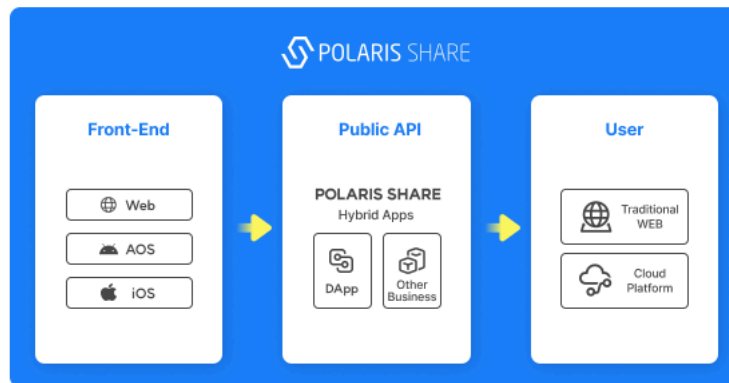 POLARIS SHARE
Front-End
Web
AOS
iOS
Public API
POLARIS SHARE
Hybrid Apps
DApp
Other
Business
User
Traditional
WEB
Cloud
Platform